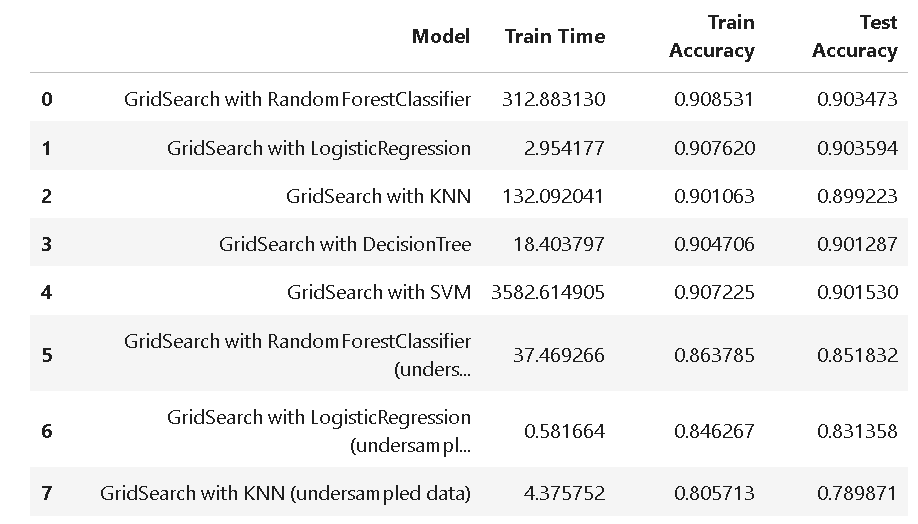 Model Train Time Train Accuracy Test Accuracy
0 GridSearch with RandomForestClassifier 312.883130 0.908531 0.903473
1 GridSearch with LogisticRegression 2.954177 0.907620 0.903594
2 GridSearch with KNN 132.092041 0.901063 0.899223
3 GridSearch with DecisionTree 18.403797 0.904706 0.901287
4 GridSearch with SVM 3582.614905 0.907225 0.901530
5 GridSearch with RandomForestClassifier (unders... 37.469266 0.863785 0.851832
6 GridSearch with LogisticRegression (undersampl... 0.581664 0.846267 0.831358
7 GridSearch with KNN (undersampled data) 4.375752 0.805713 0.789871